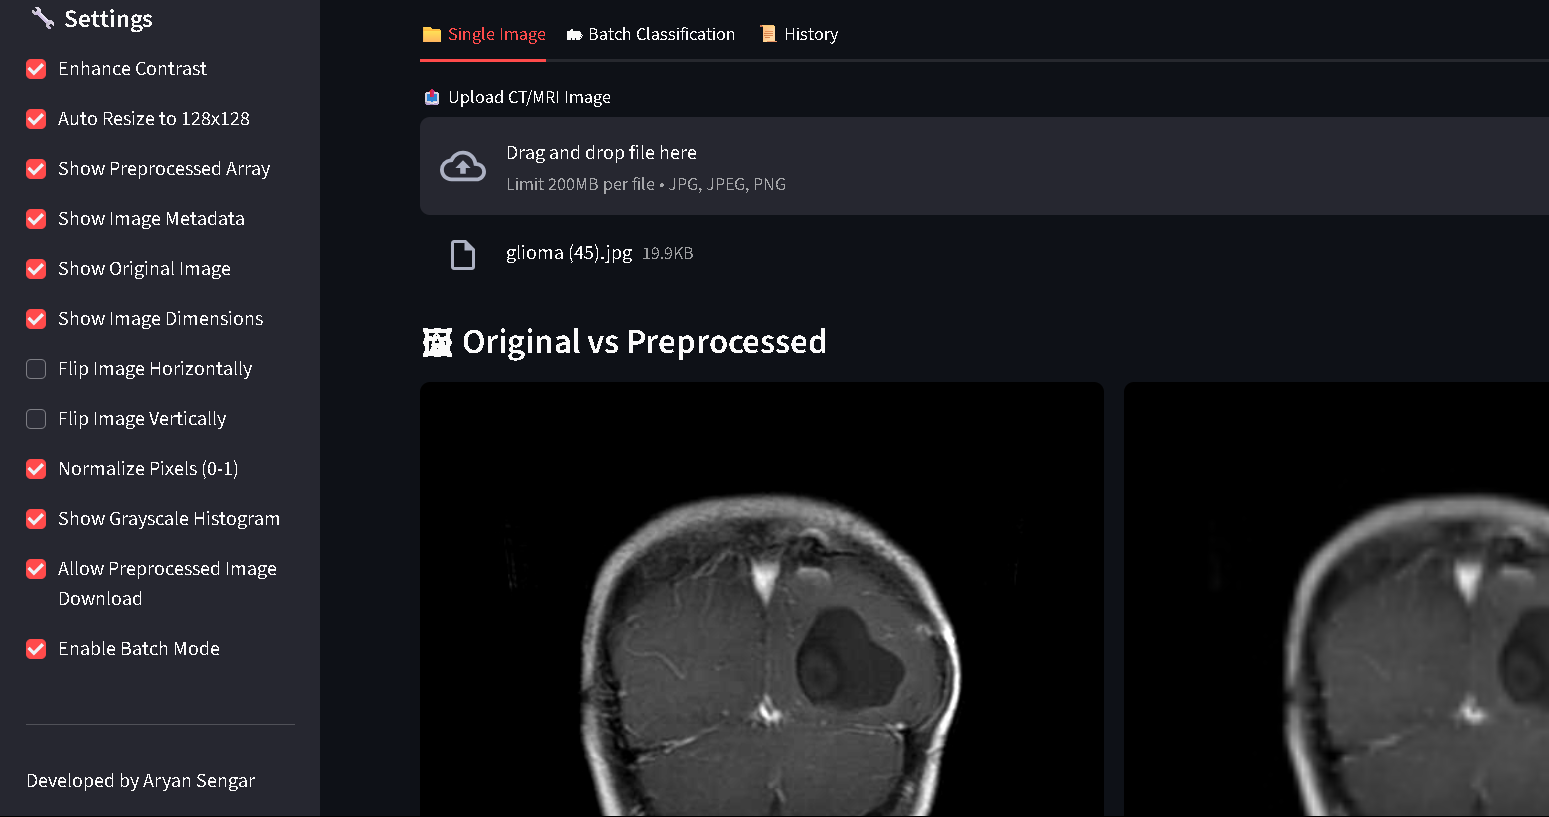 Settings
Enhance Contrast
Auto Resize to 128x128
Show Preprocessed Array
Show Image Metadata
Show Original Image
Show Image Dimensions
Flip Image Horizontally
Flip Image Vertically
Normalize Pixels (0-1)
Show Grayscale Histogram
Allow Preprocessed Image
Download
Enable Batch Mode
Developed by Aryan Sengar
Single Image Batch Classification History
Upload CT/MRI Image
Drag and drop file here
Limit 200MB per file • JPG, JPEG, PNG
glioma (45).jpg 19.9KB
Original vs Preprocessed